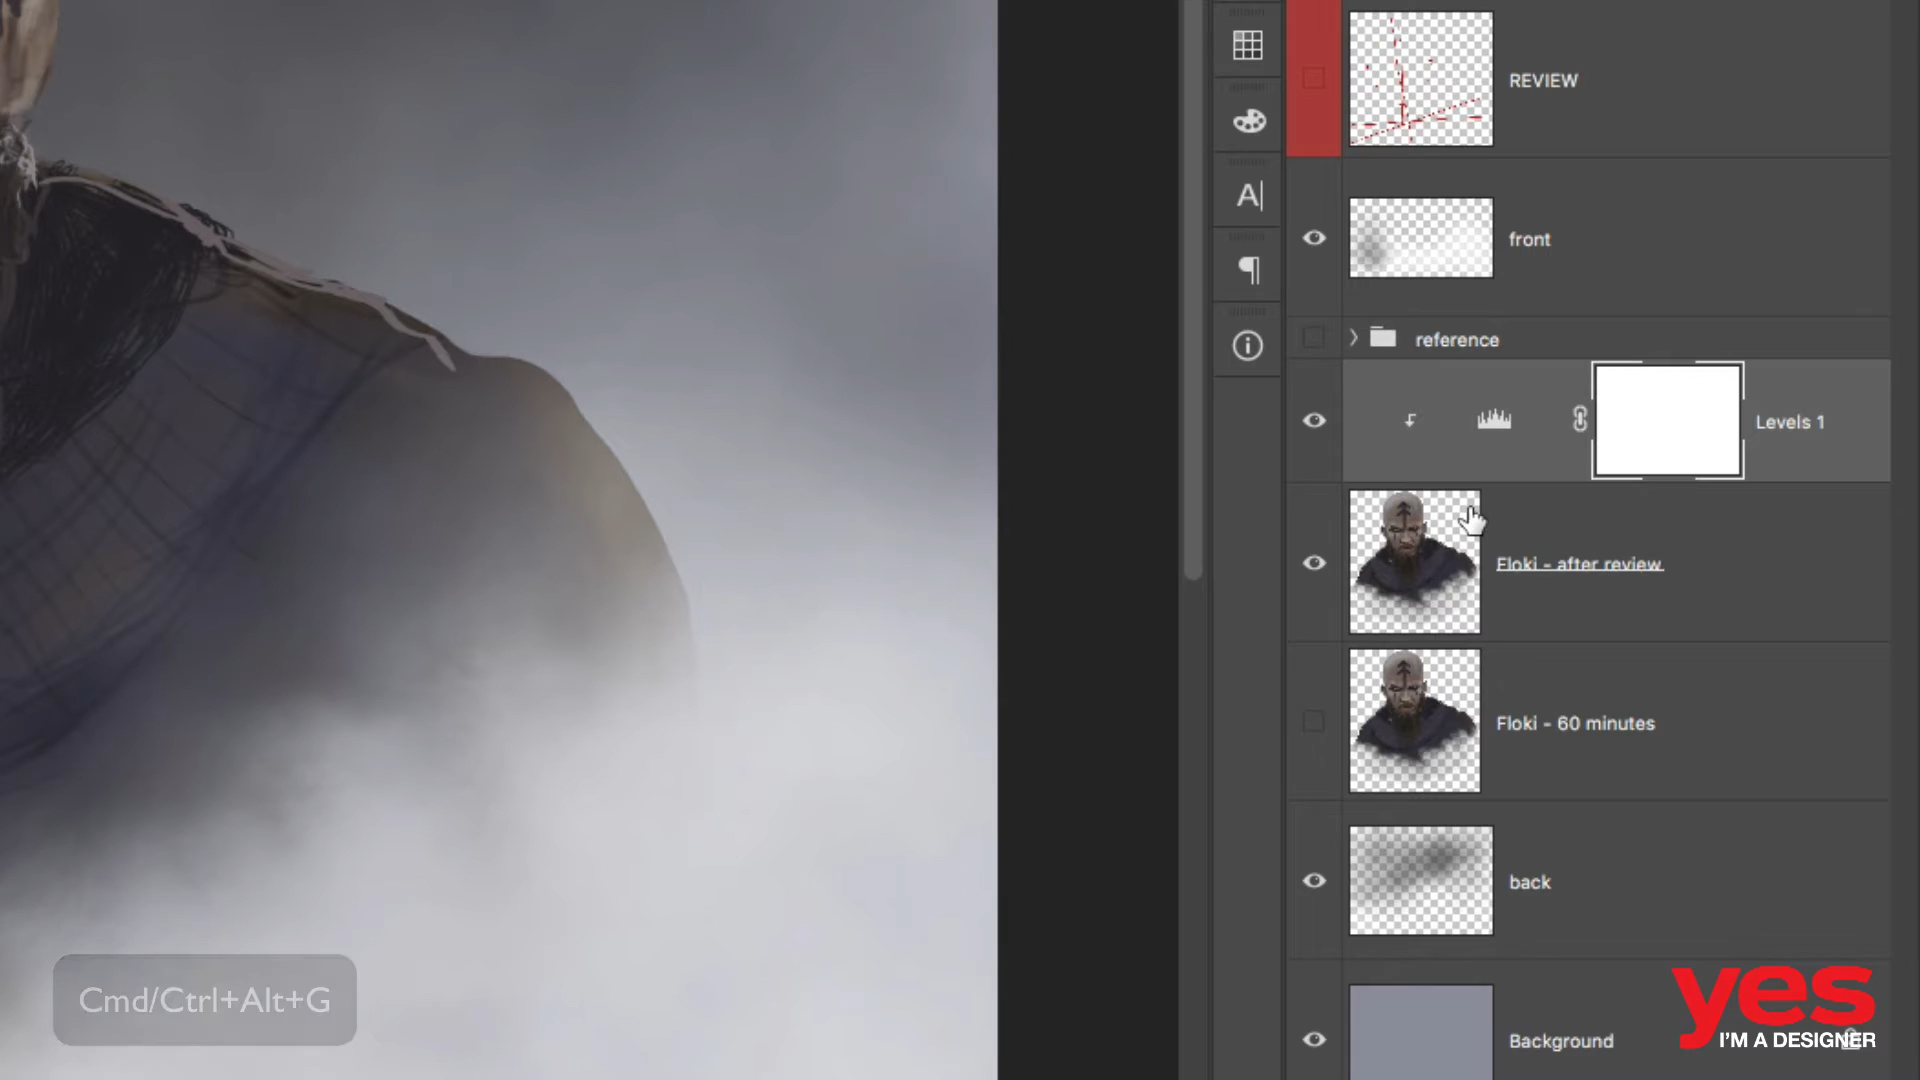 REVIEW
front
reference
Levels 1
Floki - after review
Floki - 60 minutes
back
Background
Cmd/Ctrl+Alt+G
yes
I'M A DESIGNER